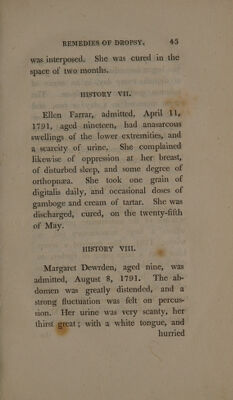 REMEDIES OF DROPSY. 45
was interposed. She was cured in the
space of two months.
HISTORY VII.
Ellen Farrar, admitted, April 11,
1791, aged nineteen, had anasarcous
swellings of the lower extremities, and
a scarcity of urine. She complained
likewise of oppression at her breast,
of disturbed sleep, and some degree of
orthopnæa. She took one grain of
digitalis daily, and occasional doses of
gamboge and cream of tartar. She was
discharged, cured, on the twenty-fifth
of May.
HISTORY VIII.
Margaret Dewrden, aged nine, was
admitted, August 8, 1791. The ab-
domen was greatly distended, and a
strong fluctuation was felt on percus-
sion. Her urine was very scanty, her
thirst great; with a white tongue, and
hurried